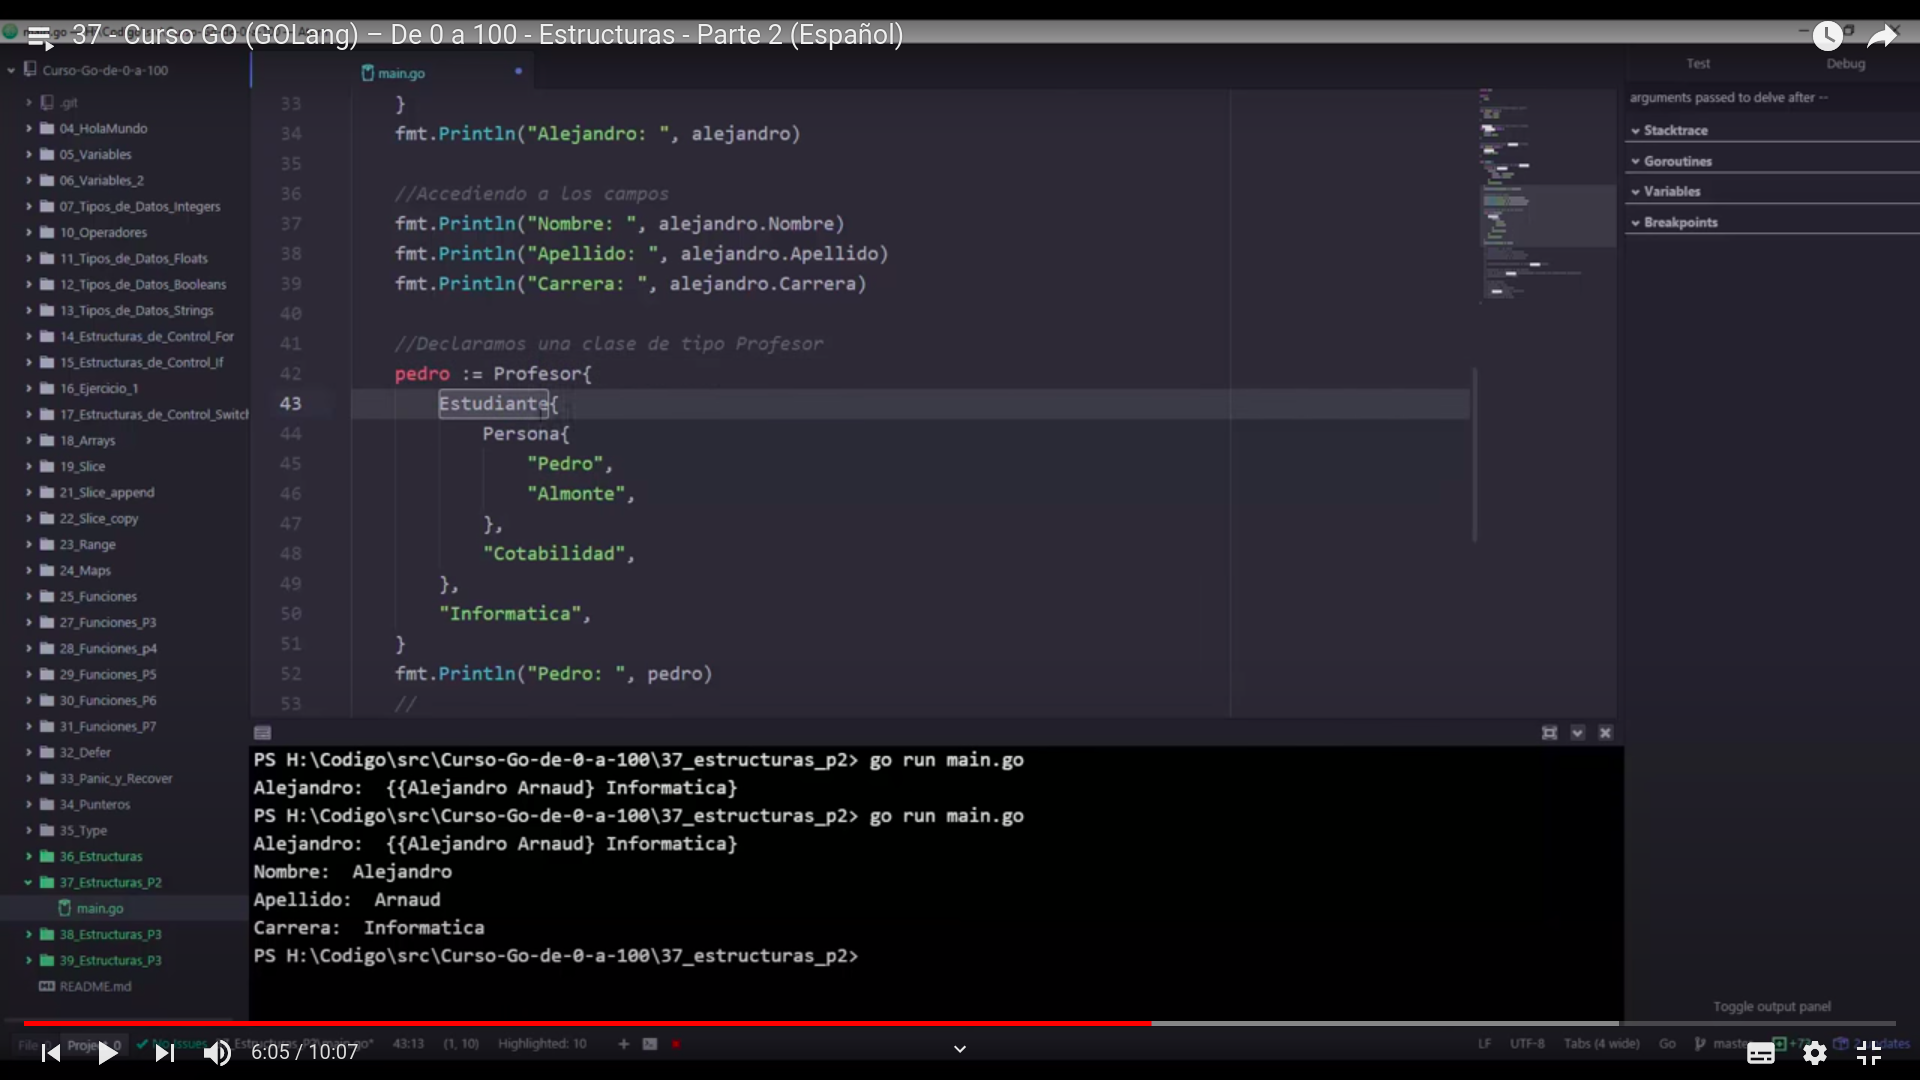 37 - Curso GO (GOLang) – De 0 a 100 - Estructuras - Parte 2 (Español)
Curso-Go-de-0-a-100
main.go
Test
Debug
arguments passed to delve after --
Stacktrace
Goroutines
Variables
Breakpoints
.git
04_HolaMundo
05_Variables
06_Variables_2
07_Tipos_de_Datos_Integers
10_Operadores
11_Tipos_de_Datos_Floats
12_Tipos_de_Datos_Booleans
13_Tipos_de_Datos_Strings
14_Estructuras_de_Control_For
15_Estructuras_de_Control_If
16_Ejercicio_1
17_Estructuras_de_Control_Switch
18_Arrays
19_Slice
21_Slice_append
22_Slice_copy
23_Range
24_Maps
25_Funciones
27_Funciones_P3
28_Funciones_p4
29_Funciones_P5
30_Funciones_P6
31_Funciones_P7
32_Defer
33_Panic_y_Recover
34_Punteros
35_Type
36_Estructuras
37_Estructuras_P2
main.go
38_Estructuras_P3
39_Estructuras_P3
README.md
33 }
34 fmt.Println("Alejandro: ", alejandro)
35
36 //Accediendo a los campos
37 fmt.Println("Nombre: ", alejandro.Nombre)
38 fmt.Println("Apellido: ", alejandro.Apellido)
39 fmt.Println("Carrera: ", alejandro.Carrera)
40
41 //Declaramos una clase de tipo Profesor
42 pedro := Profesor{
43 Estudiante{
44 Persona{
45 "Pedro",
46 "Almonte",
47 },
48 "Cotabilidad",
49 },
50 "Informatica",
51 }
52 fmt.Println("Pedro: ", pedro)
53 //
PS H:\Codigo\src\Curso-Go-de-0-a-100\37_estructuras_p2> go run main.go
Alejandro:  {{Alejandro Arnaud} Informatica}
PS H:\Codigo\src\Curso-Go-de-0-a-100\37_estructuras_p2> go run main.go
Alejandro:  {{Alejandro Arnaud} Informatica}
Nombre:  Alejandro
Apellido:  Arnaud
Carrera:  Informatica
PS H:\Codigo\src\Curso-Go-de-0-a-100\37_estructuras_p2>
Toggle output panel
File 0 Project 0 No Issues 43:13 (1, 10) Highlighted: 10 LF UTF-8 Tabs (4 wide) Go
6:05 / 10:07